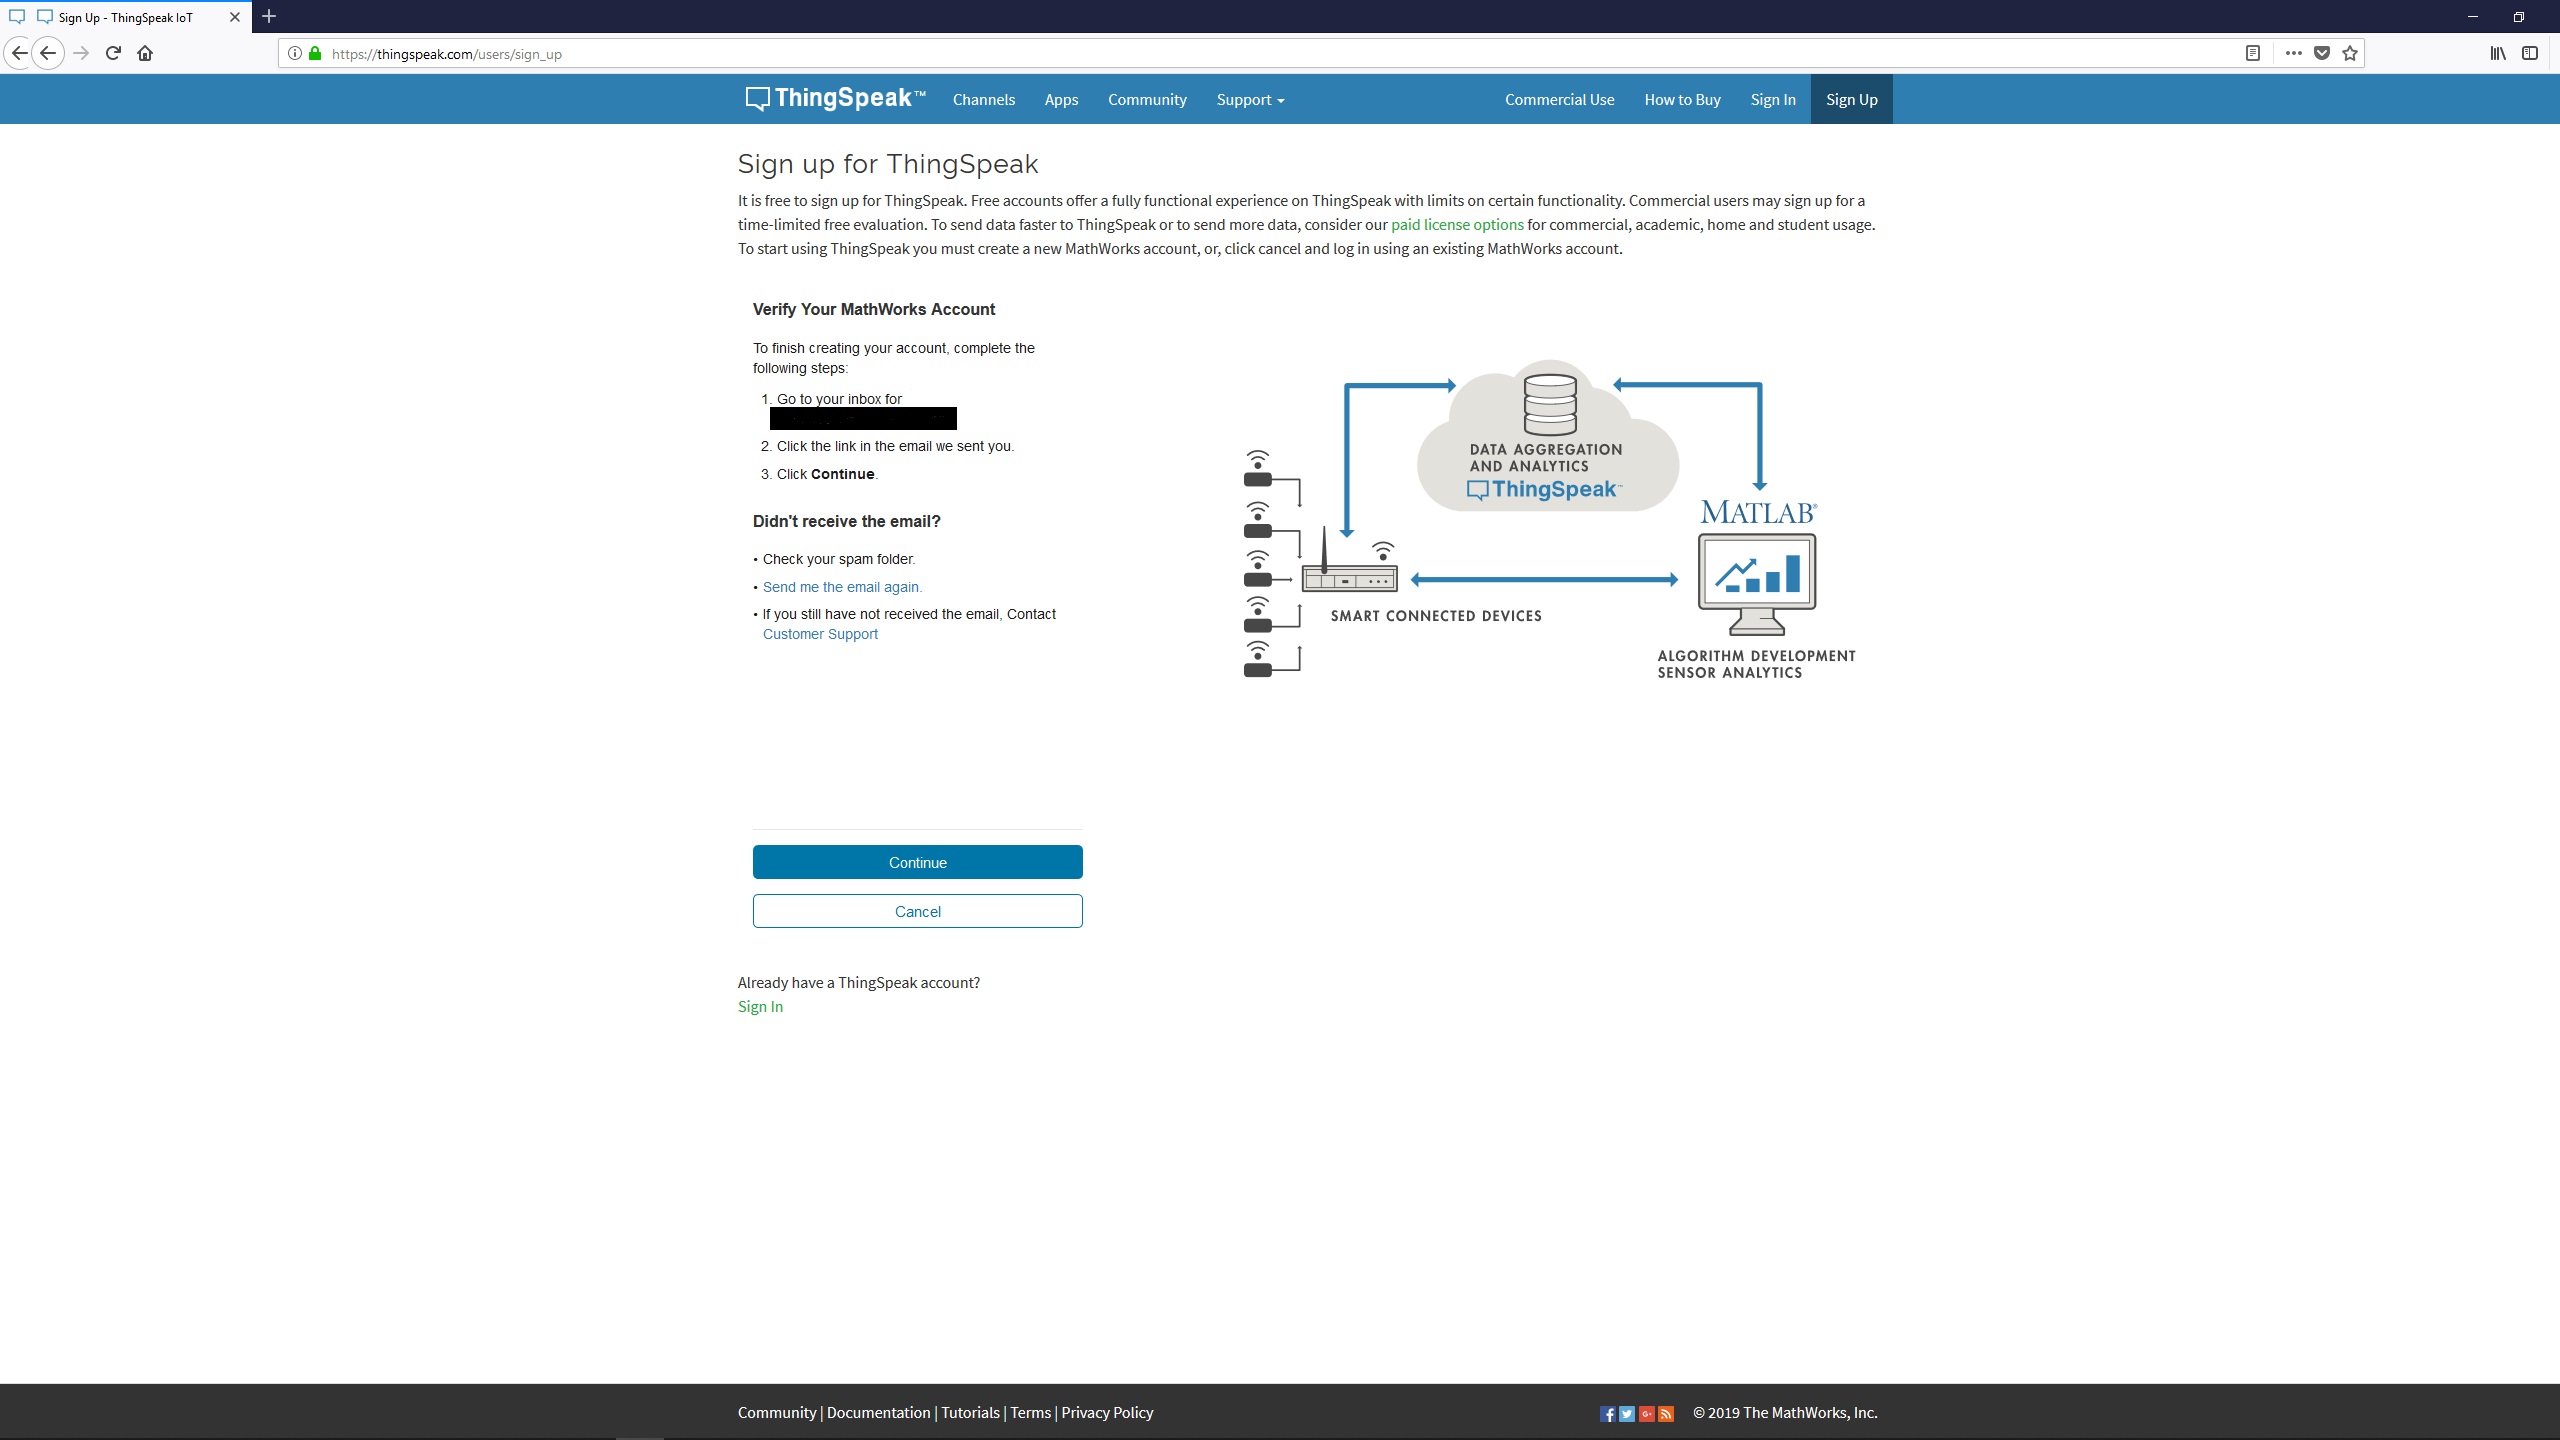 Sign Up - ThingSpeak IoT
https://thingspeak.com/users/sign_up
ThingSpeak™ Channels Apps Community Support Commercial Use How to Buy Sign In Sign Up
Sign up for ThingSpeak
It is free to sign up for ThingSpeak. Free accounts offer a fully functional experience on ThingSpeak with limits on certain functionality. Commercial users may sign up for a
time-limited free evaluation. To send data faster to ThingSpeak or to send more data, consider our paid license options for commercial, academic, home and student usage.
To start using ThingSpeak you must create a new MathWorks account, or, click cancel and log in using an existing MathWorks account.
Verify Your MathWorks Account
To finish creating your account, complete the
following steps:
1. Go to your inbox for
2. Click the link in the email we sent you.
3. Click Continue.
Didn't receive the email?
• Check your spam folder.
• Send me the email again.
• If you still have not received the email, Contact
Customer Support
DATA AGGREGATION
AND ANALYTICS
ThingSpeak™
MATLAB®
SMART CONNECTED DEVICES
ALGORITHM DEVELOPMENT
SENSOR ANALYTICS
Continue
Cancel
Already have a ThingSpeak account?
Sign In
Community | Documentation | Tutorials | Terms | Privacy Policy
© 2019 The MathWorks, Inc.